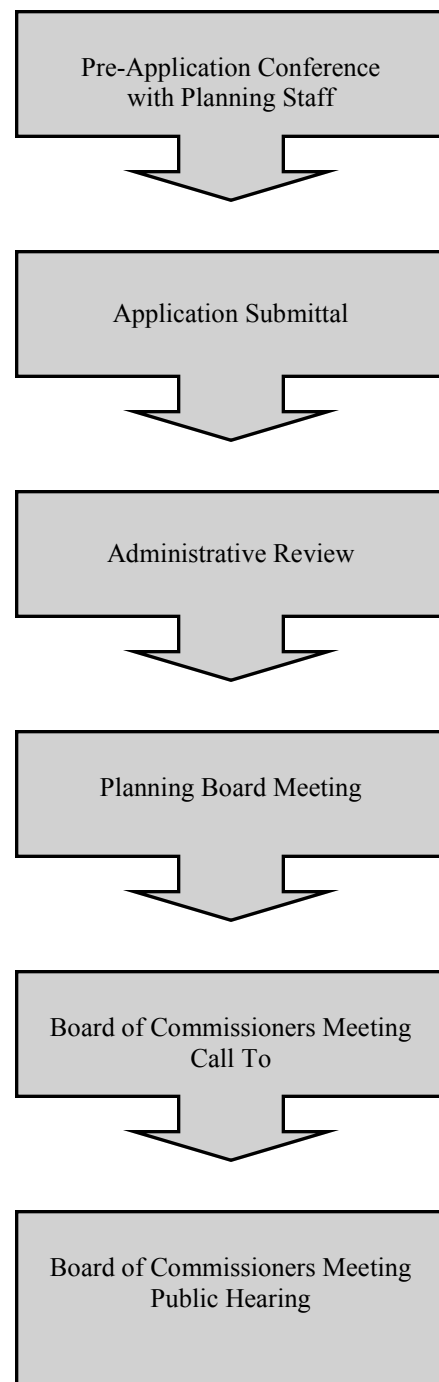 Pre-Application Conference
with Planning Staff
Application Submittal
Administrative Review
Planning Board Meeting
Board of Commissioners Meeting
Call To
Board of Commissioners Meeting
Public Hearing